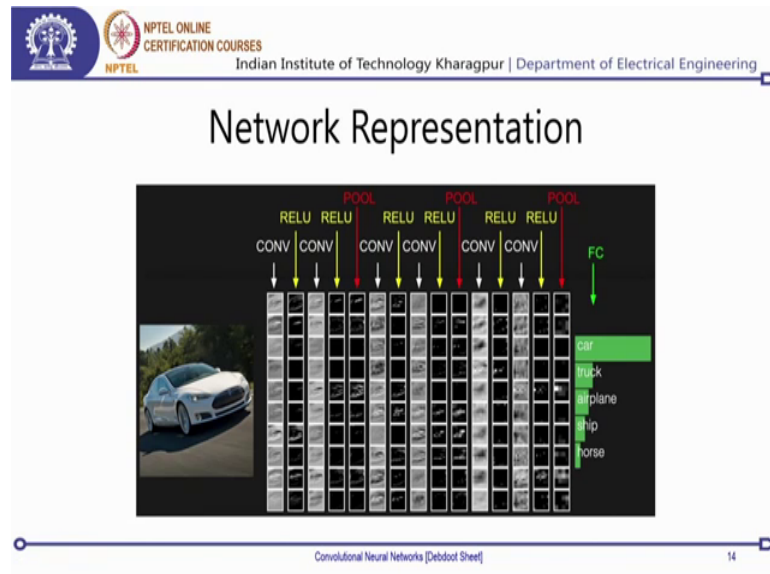 NPTEL ONLINE
CERTIFICATION COURSES
NPTEL
Indian Institute of Technology Kharagpur | Department of Electrical Engineering
Network Representation
POOL POOL POOL
RELU RELU RELU RELU RELU RELU
CONV CONV CONV CONV CONV CONV
FC
car
truck
airplane
ship
horse
Convolutional Neural Networks [Debdoot Sheet]
14